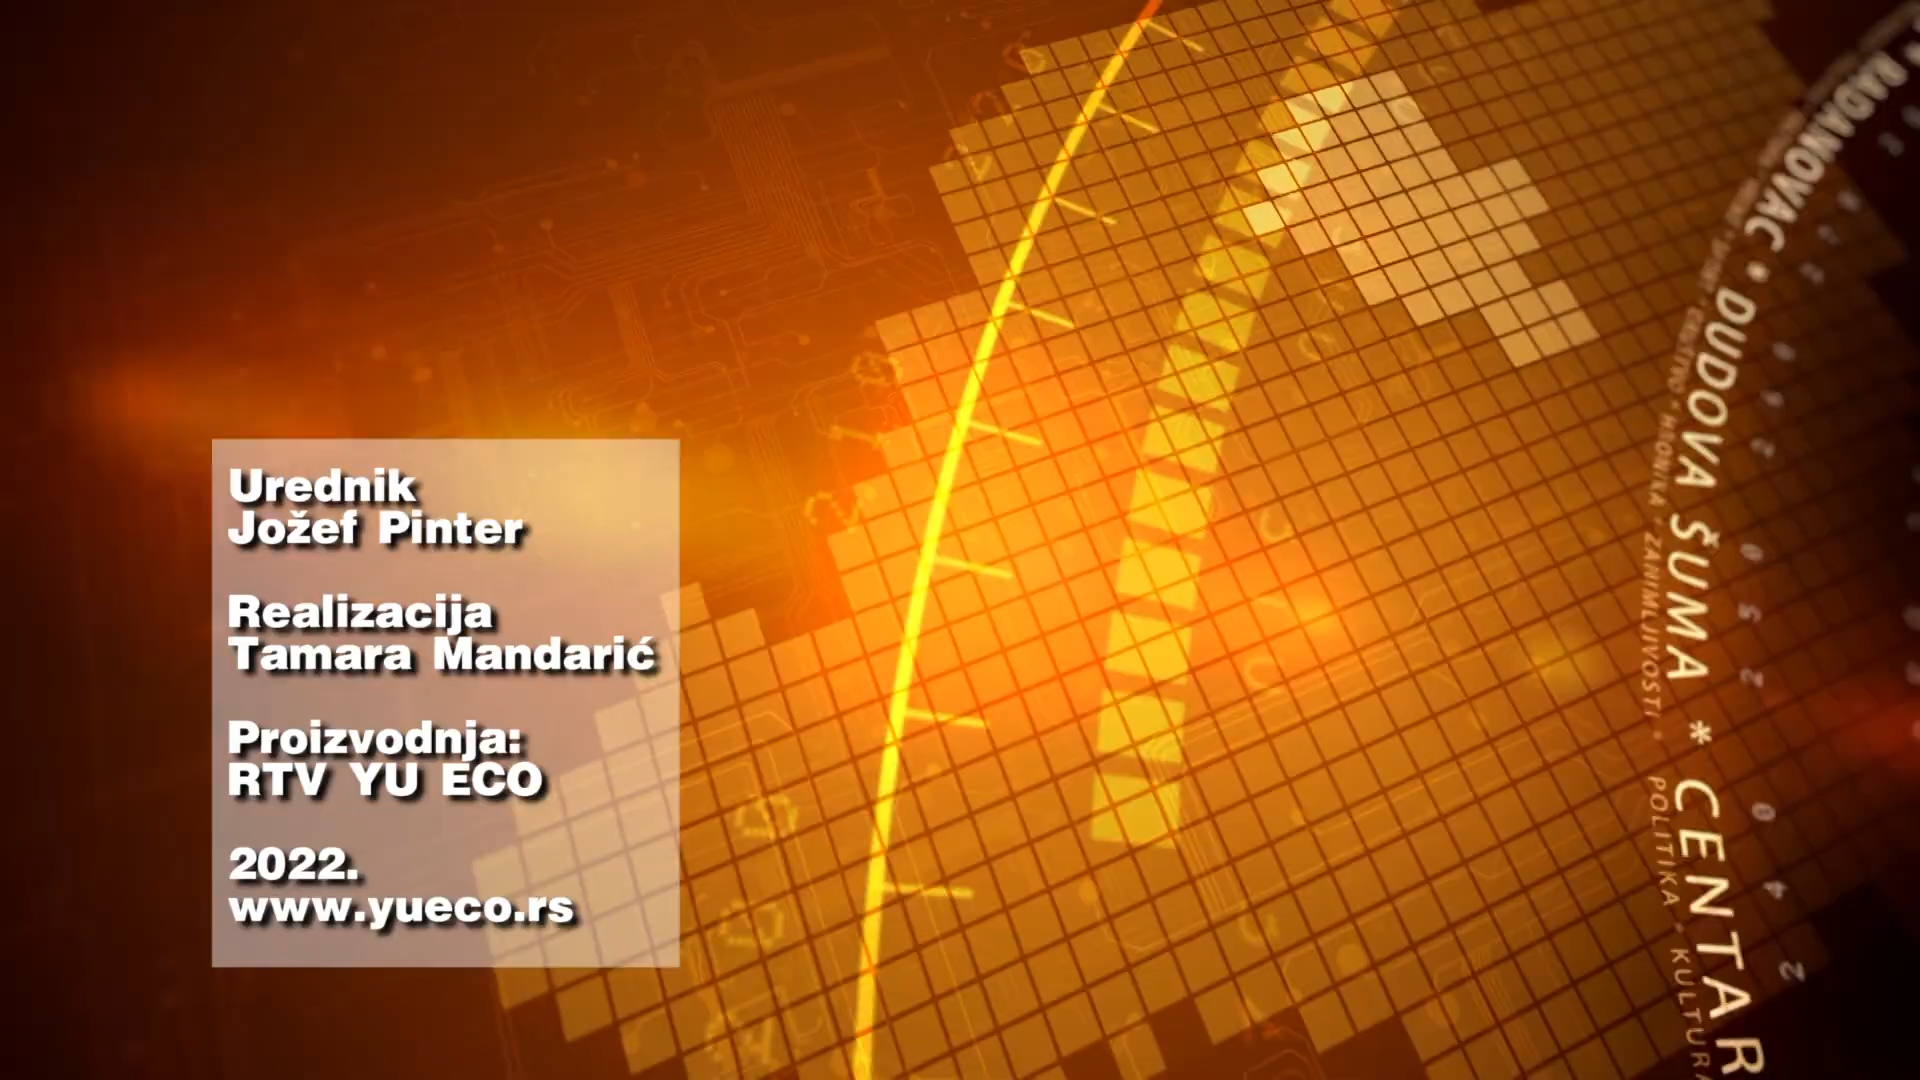 Urednik
Jožef Pinter
Realizacija
Tamara Mandarić
Proizvodnja:
RTV YU ECO
2022.
www.yueco.rs
RADANOVAC * DUDOVA ŠUMA * CENTAR
HRONIKA * ZANIMLJIVOSTI *
POLITIKA * KULTURA